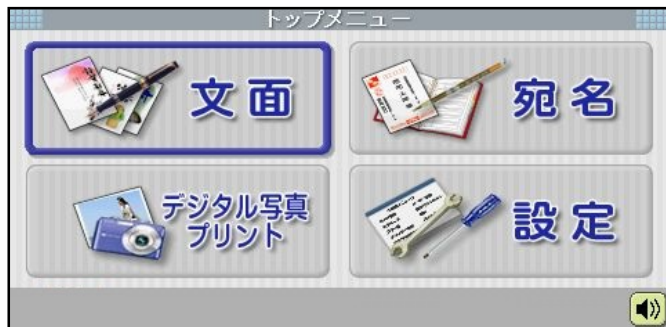 トップメニュー
文面
宛名
デジタル写真
プリント
設定